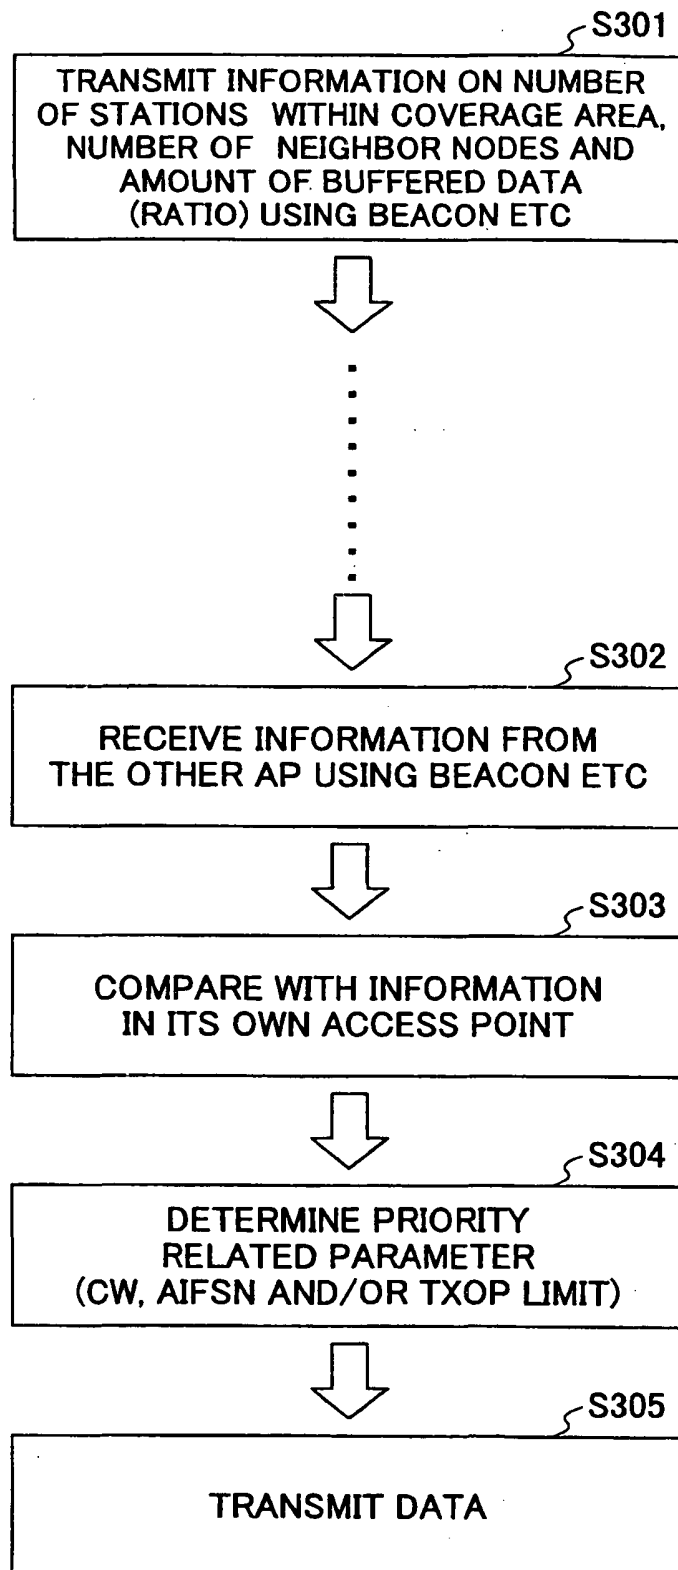 S301
TRANSMIT INFORMATION ON NUMBER
OF STATIONS WITHIN COVERAGE AREA,
NUMBER OF NEIGHBOR NODES AND
AMOUNT OF BUFFERED DATA
(RATIO) USING BEACON ETC
S302
RECEIVE INFORMATION FROM
THE OTHER AP USING BEACON ETC
S303
COMPARE WITH INFORMATION
IN ITS OWN ACCESS POINT
S304
DETERMINE PRIORITY
RELATED PARAMETER
(CW, AIFSN AND/OR TXOP LIMIT)
S305
TRANSMIT DATA